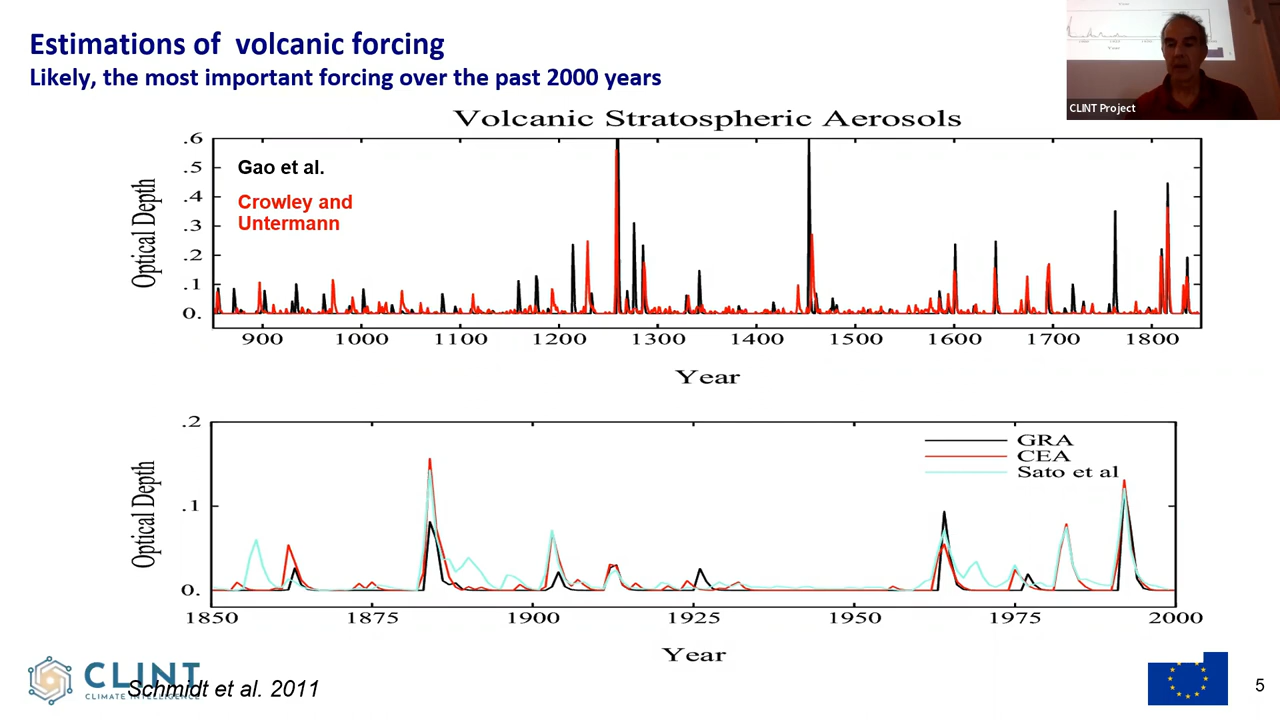 Estimations of  volcanic forcing
Likely, the most important forcing over the past 2000 years
CLINT Project
Volcanic Stratospheric Aerosols
.6
.5
.4
.3
.2
.1
0.
Optical Depth
Gao et al.
Crowley and
Untermann
900 1000 1100 1200 1300 1400 1500 1600 1700 1800
Year
.2
.1
0.
Optical Depth
GRA
CEA
Sato et al
1850 1875 1900 1925 1950 1975 2000
Year
CLINT
CLIMATE INTELLIGENCE
Schmidt et al. 2011
5